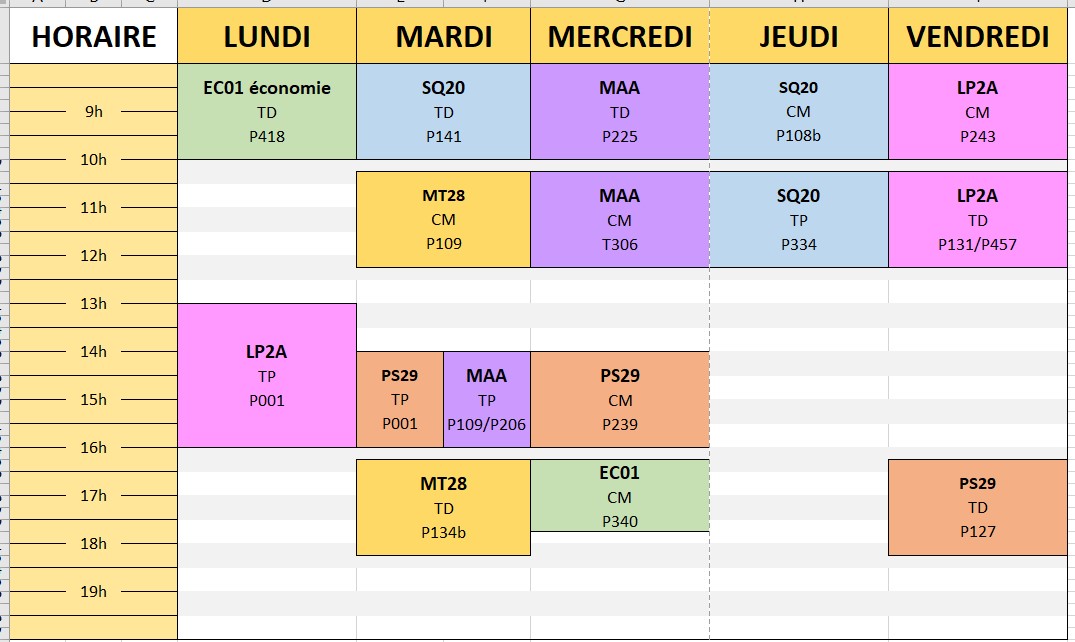 HORAIRE LUNDI MARDI MERCREDI JEUDI VENDREDI
EC01 économie SQ20 MAA SQ20 LP2A
9h TD TD TD CM CM
P418 P141 P225 P108b P243
10h
MT28 MAA SQ20 LP2A
11h CM CM TP TD
P109 T306 P334 P131/P457
12h
13h
14h LP2A
PS29 MAA PS29
TP
15h P001 TP TP CM
P001 P109/P206 P239
16h
EC01
MT28 PS29
17h TD CM TD
P134b P340 P127
18h
19h